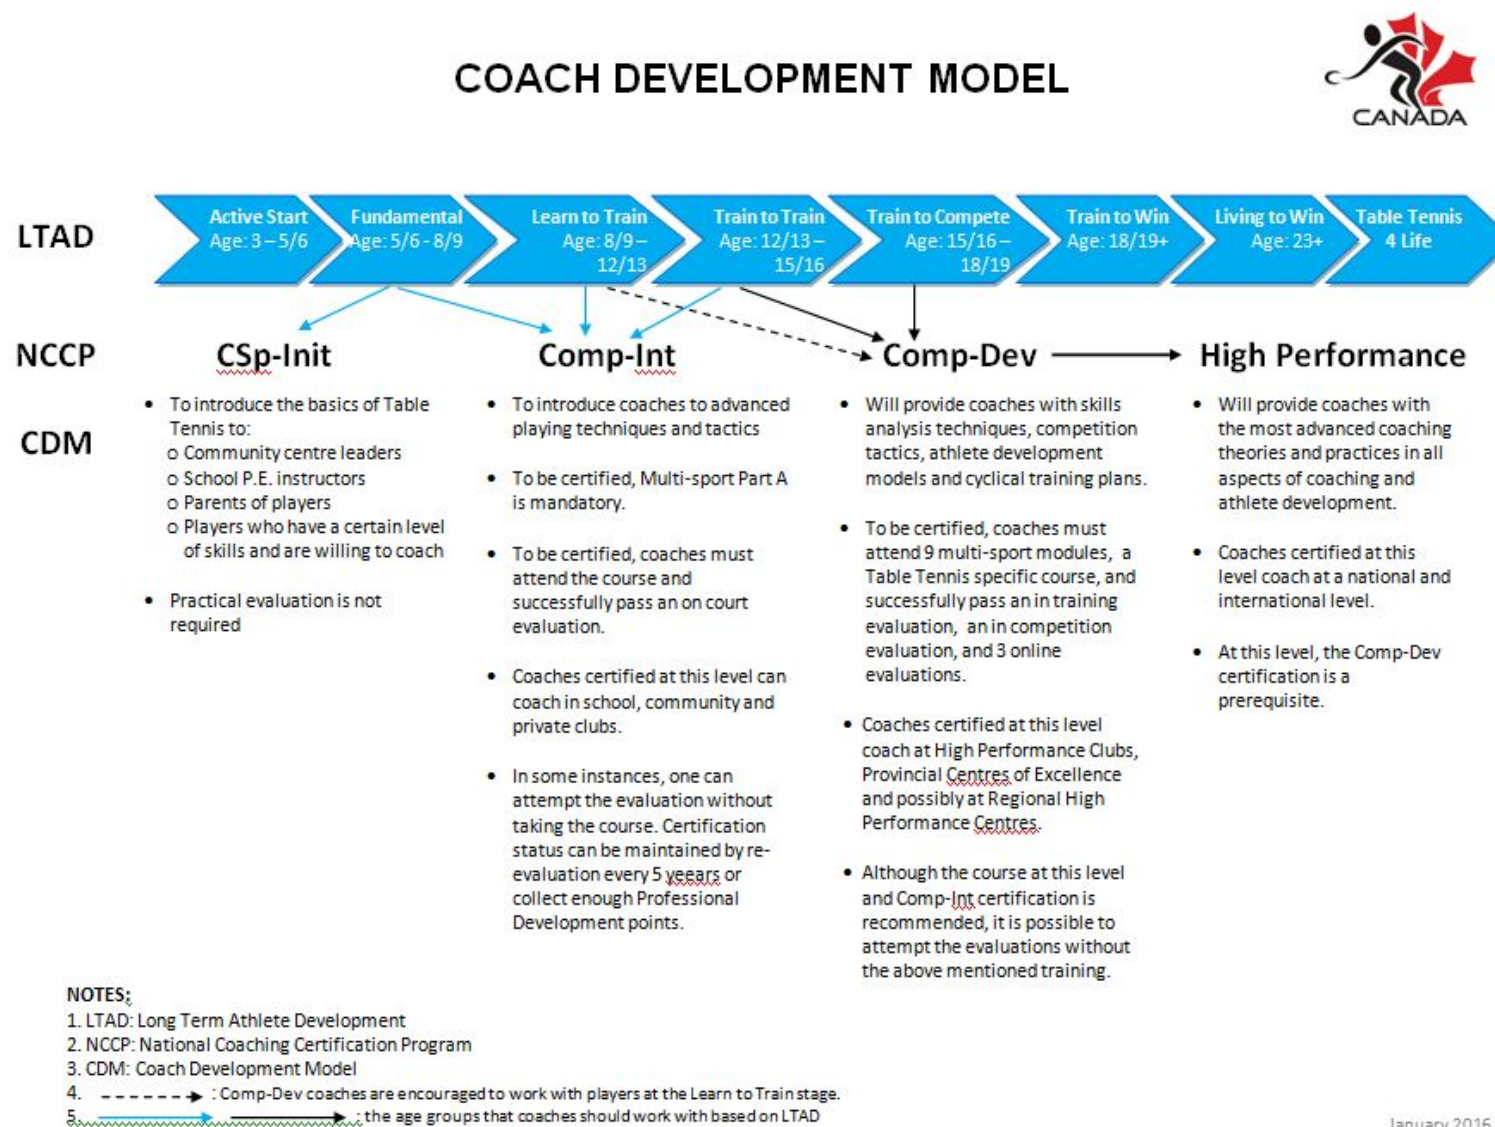 COACH DEVELOPMENT MODEL
CANADA
LTAD
Active Start
Age: 3 – 5/6
Fundamental
Age: 5/6 - 8/9
Learn to Train
Age: 8/9 –
12/13
Train to Train
Age: 12/13 –
15/16
Train to Compete
Age: 15/16 –
18/19
Train to Win
Age: 18/19+
Living to Win
Age: 23+
Table Tennis
4 Life
NCCP
CSp-Init
Comp-Int
Comp-Dev
High Performance
CDM
• To introduce the basics of Table
Tennis to:
o Community centre leaders
o School P.E. instructors
o Parents of players
o Players who have a certain level
of skills and are willing to coach
• Practical evaluation is not
required
• To introduce coaches to advanced
playing techniques and tactics
• To be certified, Multi-sport Part A
is mandatory.
• To be certified, coaches must
attend the course and
successfully pass an on court
evaluation.
• Coaches certified at this level can
coach in school, community and
private clubs.
• In some instances, one can
attempt the evaluation without
taking the course. Certification
status can be maintained by re-
evaluation every 5 yeears or
collect enough Professional
Development points.
• Will provide coaches with skills
analysis techniques, competition
tactics, athlete development
models and cyclical training plans.
• To be certified, coaches must
attend 9 multi-sport modules, a
Table Tennis specific course, and
successfully pass an in training
evaluation, an in competition
evaluation, and 3 online
evaluations.
• Coaches certified at this level
coach at High Performance Clubs,
Provincial Centres of Excellence
and possibly at Regional High
Performance Centres.
• Although the course at this level
and Comp-Int certification is
recommended, it is possible to
attempt the evaluations without
the above mentioned training.
• Will provide coaches with
the most advanced coaching
theories and practices in all
aspects of coaching and
athlete development.
• Coaches certified at this
level coach at a national and
international level.
• At this level, the Comp-Dev
certification is a
prerequisite.
NOTES:
1. LTAD: Long Term Athlete Development
2. NCCP: National Coaching Certification Program
3. CDM: Coach Development Model
4. : Comp-Dev coaches are encouraged to work with players at the Learn to Train stage.
5. : the age groups that coaches should work with based on LTAD
January 2016